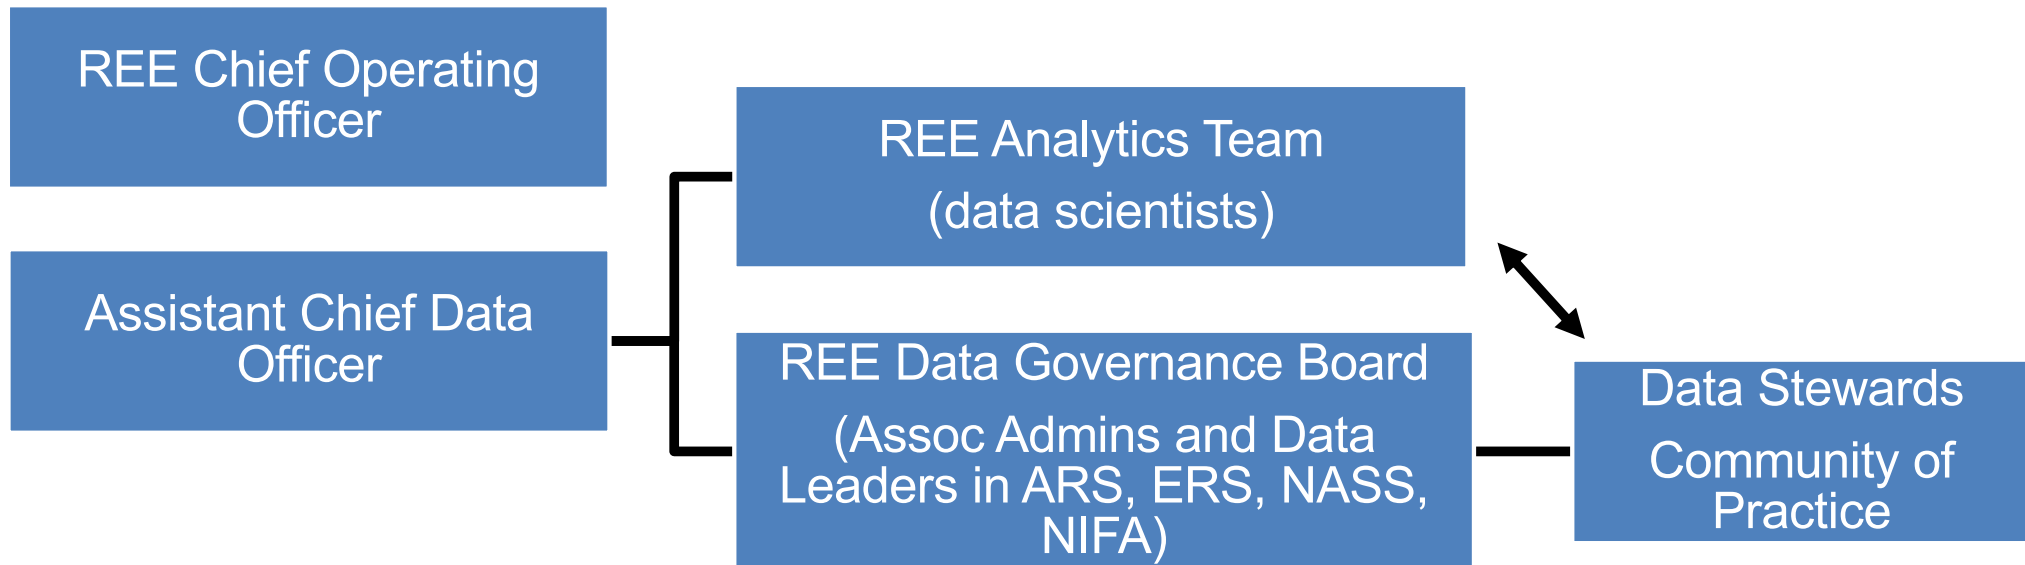 REE Chief Operating
Officer
Assistant Chief Data
Officer
REE Analytics Team
(data scientists)
REE Data Governance Board
(Assoc Admins and Data
Leaders in ARS, ERS, NASS,
NIFA)
Data Stewards
Community of
Practice